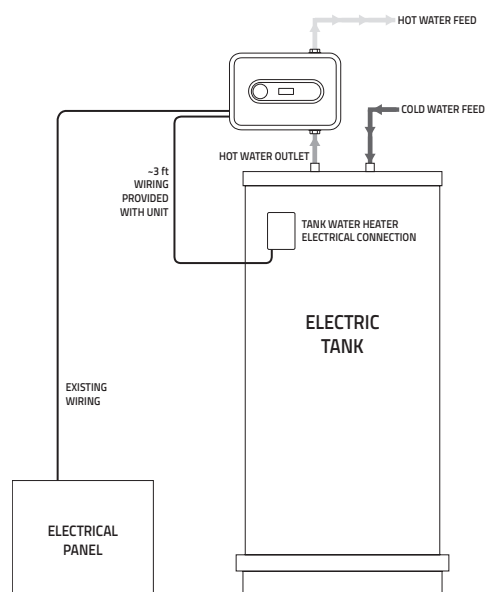 HOT WATER FEED
COLD WATER FEED
HOT WATER OUTLET
~3 ft
WIRING
PROVIDED
WITH UNIT
TANK WATER HEATER
ELECTRICAL CONNECTION
ELECTRIC
TANK
EXISTING
WIRING
ELECTRICAL
PANEL